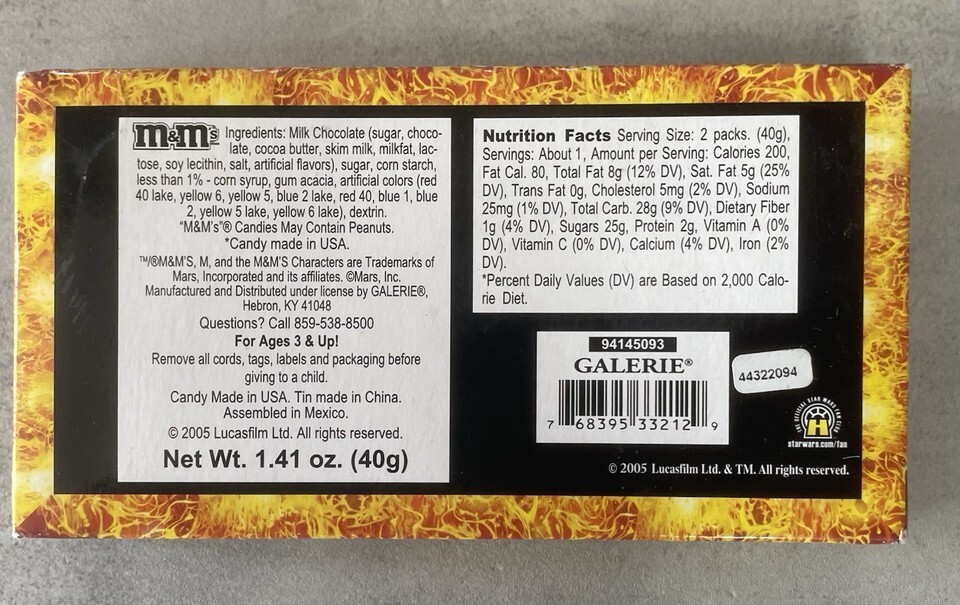 M&M's Ingredients: Milk Chocolate (sugar, choco-
late, cocoa butter, skim milk, milkfat, lac-
tose, soy lecithin, salt, artificial flavors), sugar, corn starch,
less than 1% - corn syrup, gum acacia, artificial colors (red
40 lake, yellow 6, yellow 5, blue 2 lake, red 40, blue 1, blue
2, yellow 5 lake, yellow 6 lake), dextrin.
"M&M's"® Candies May Contain Peanuts.
*Candy made in USA.
™/®M&M'S, M, and the M&M'S Characters are Trademarks of
Mars, Incorporated and its affiliates. ©Mars, Inc.
Manufactured and Distributed under license by GALERIE®,
Hebron, KY 41048
Questions? Call 859-538-8500
For Ages 3 & Up!
Remove all cords, tags, labels and packaging before
giving to a child.
Candy Made in USA. Tin made in China.
Assembled in Mexico.
© 2005 Lucasfilm Ltd. All rights reserved.
Net Wt. 1.41 oz. (40g)
Nutrition Facts Serving Size: 2 packs. (40g),
Servings: About 1, Amount per Serving: Calories 200,
Fat Cal. 80, Total Fat 8g (12% DV), Sat. Fat 5g (25%
DV), Trans Fat 0g, Cholesterol 5mg (2% DV), Sodium
25mg (1% DV), Total Carb. 28g (9% DV), Dietary Fiber
1g (4% DV), Sugars 25g, Protein 2g, Vitamin A (0%
DV), Vitamin C (0% DV), Calcium (4% DV), Iron (2%
DV).
*Percent Daily Values (DV) are Based on 2,000 Calo-
rie Diet.
94145093
GALERIE®
7 68395 33212 9
44322094
THE OFFICIAL STAR WARS FAN CLUB
starwars.com/fan
© 2005 Lucasfilm Ltd. & TM. All rights reserved.